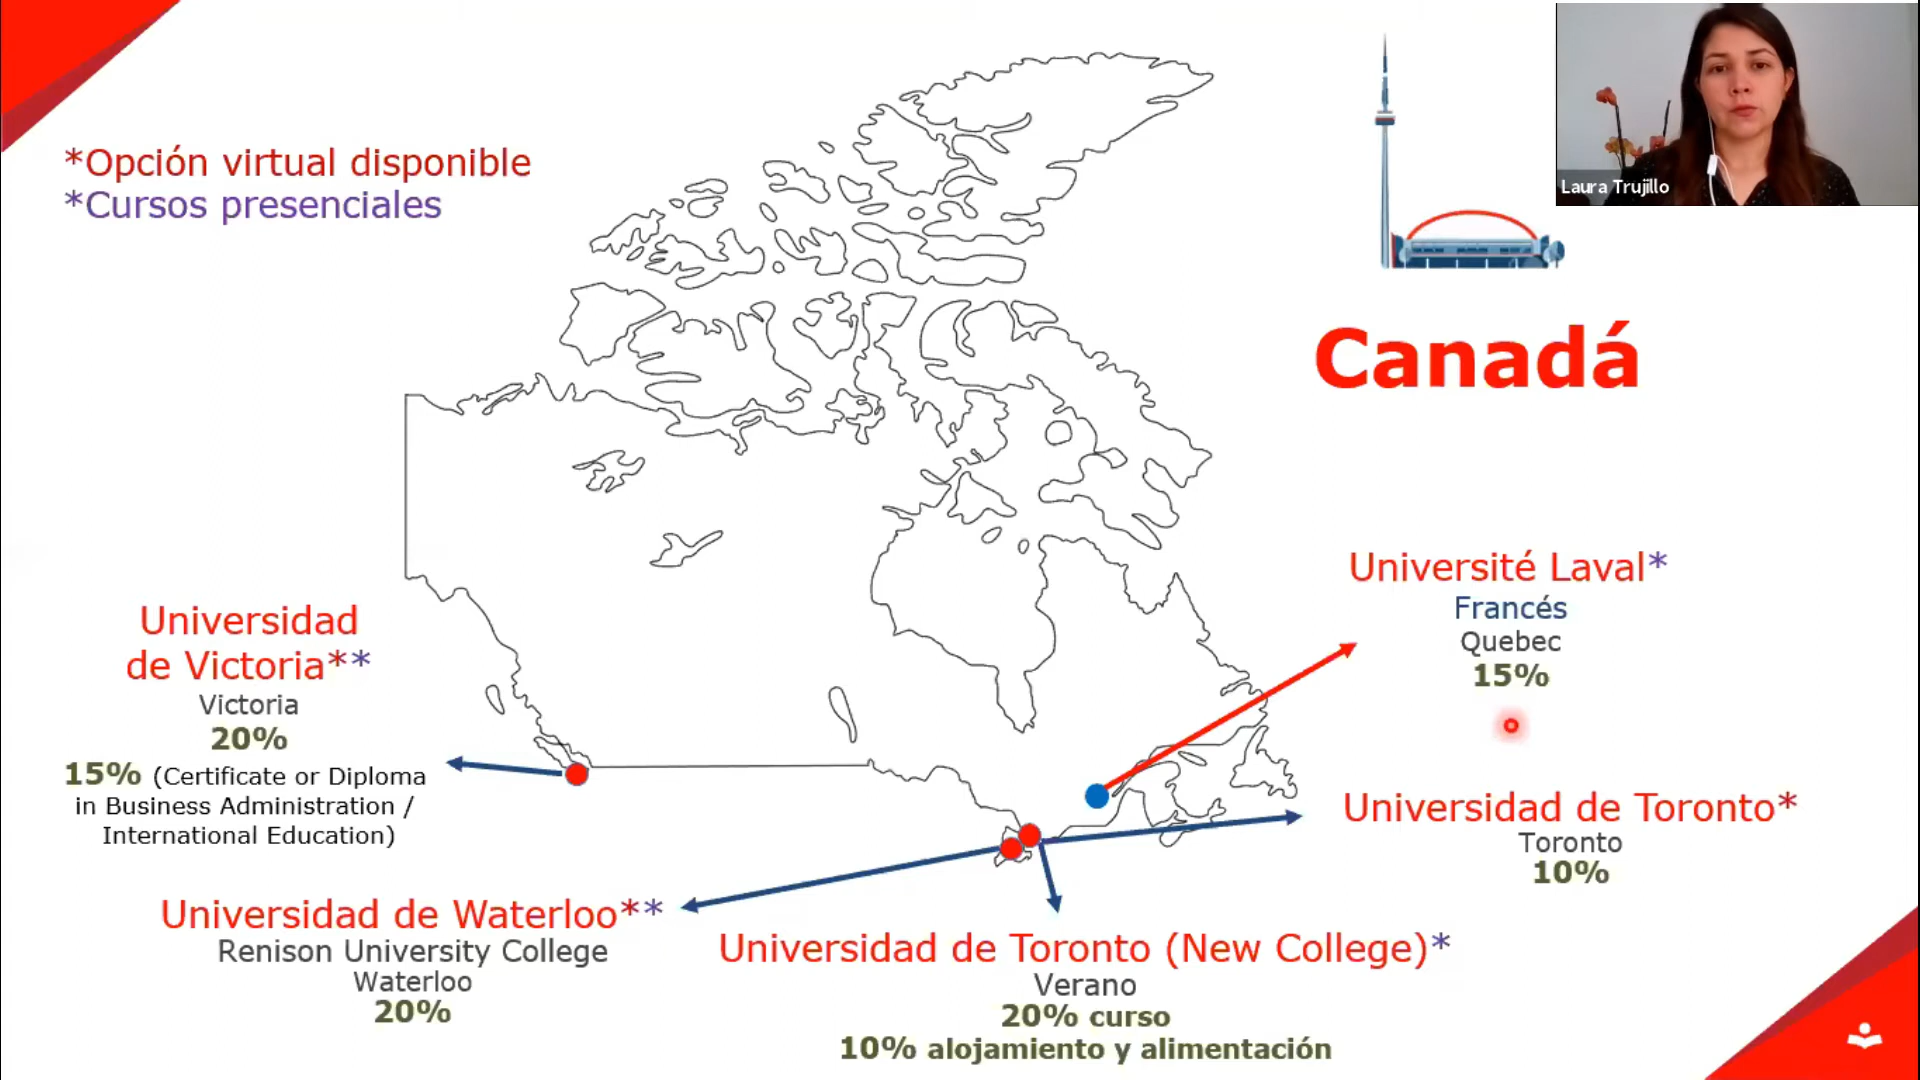 *Opción virtual disponible
*Cursos presenciales
Laura Trujillo
Canadá
Université Laval*
Francés
Quebec
15%
Universidad
de Victoria**
Victoria
20%
15% (Certificate or Diploma
in Business Administration /
International Education)
Universidad de Toronto*
Toronto
10%
Universidad de Waterloo**
Renison University College
Waterloo
20%
Universidad de Toronto (New College)*
Verano
20% curso
10% alojamiento y alimentación